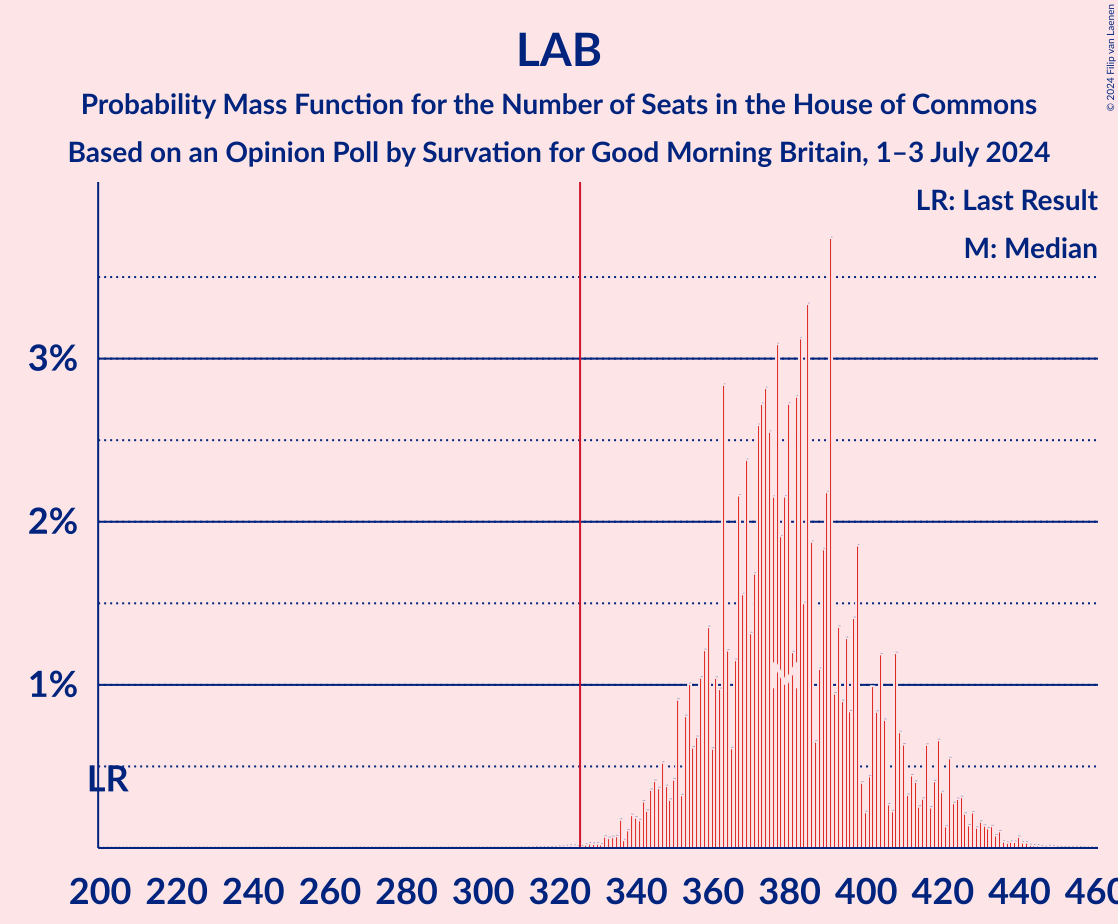 LAB
Probability Mass Function for the Number of Seats in the House of Commons
Based on an Opinion Poll by Survation for Good Morning Britain, 1–3 July 2024
© 2024 Filip van Laenen
LR: Last Result
M: Median
3%
2%
1%
LR
M
200 220 240 260 280 300 320 340 360 380 400 420 440 460